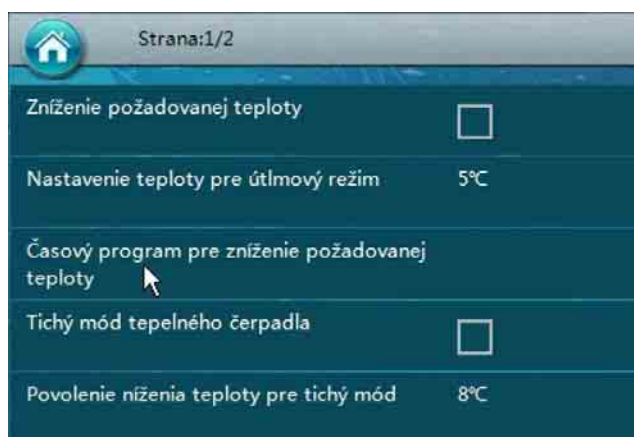 Strana:1/2
Zníženie požadovanej teploty
Nastavenie teploty pre útlmový režim 5℃
Časový program pre zníženie požadovanej
teploty
Tichý mód tepelného čerpadla
Povolenie níženia teploty pre tichý mód 8℃